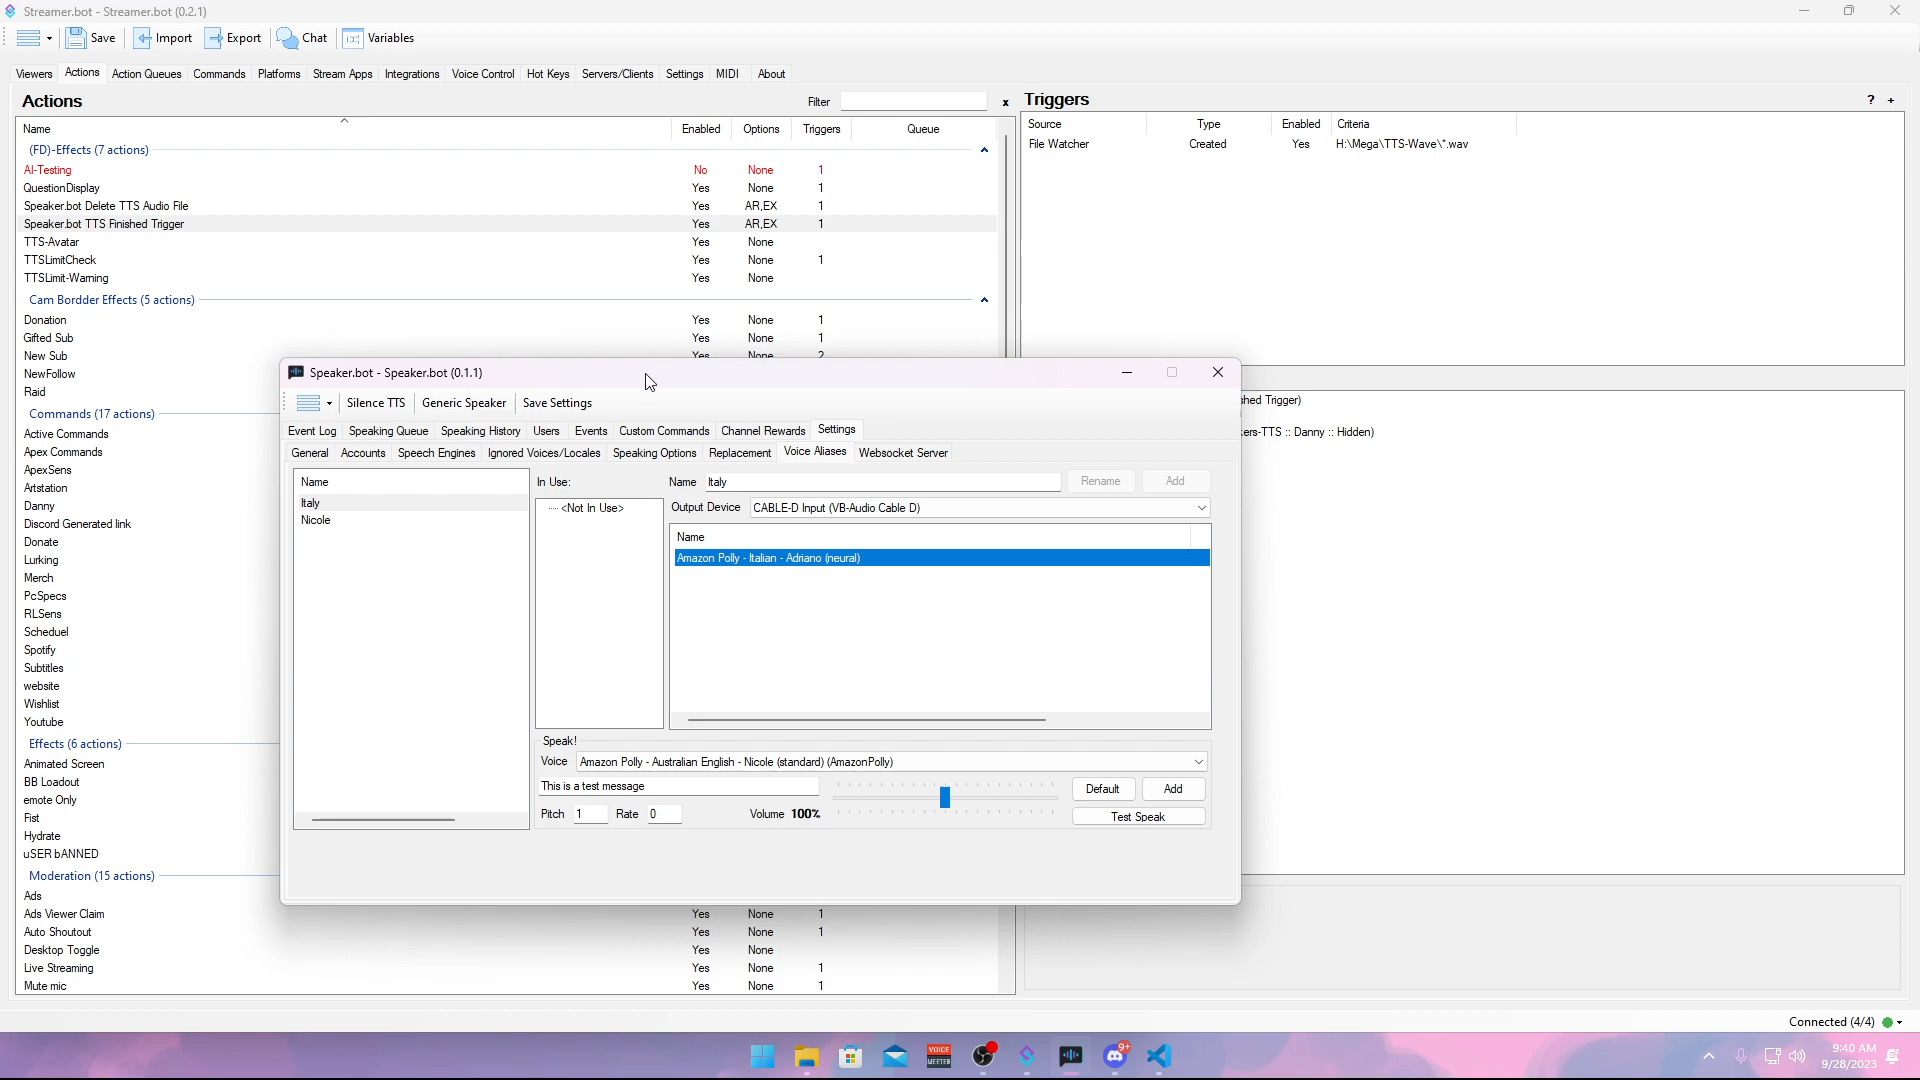 Streamer.bot - Streamer.bot (0.2.1)
Save Import Export Chat Variables
Viewers Actions Action Queues Commands Platforms Stream Apps Integrations Voice Control Hot Keys Servers/Clients Settings MIDI About
Actions
Filter
x
Name Enabled Options Triggers Queue
(FD)-Effects (7 actions)
AI-Testing No None 1
QuestionDisplay Yes None 1
Speaker.bot Delete TTS Audio File Yes AR,EX 1
Speaker.bot TTS Finished Trigger Yes AR,EX 1
TTS-Avatar Yes None
TTSLimitCheck Yes None 1
TTSLimit-Warning Yes None
Cam Bordder Effects (5 actions)
Donation Yes None 1
Gifted Sub Yes None 1
New Sub Yes None 2
NewFollow
Raid
Commands (17 actions)
Active Commands
Apex Commands
ApexSens
Artstation
Danny
Discord Generated link
Donate
Lurking
Merch
PcSpecs
RLSens
Scheduel
Spotify
Subtitles
website
Wishlist
Youtube
Effects (6 actions)
Animated Screen
BB Loadout
emote Only
Fist
Hydrate
uSER bANNED
Moderation (15 actions)
Ads
Ads Viewer Claim Yes None 1
Auto Shoutout Yes None 1
Desktop Toggle Yes None
Live Streaming Yes None 1
Mute mic Yes None 1
Triggers
? +
Source Type Enabled Criteria
File Watcher Created Yes H:\Mega\TTS-Wave\*.wav
shed Trigger)
kers-TTS :: Danny :: Hidden)
Speaker.bot - Speaker.bot (0.1.1)
Silence TTS Generic Speaker Save Settings
Event Log Speaking Queue Speaking History Users Events Custom Commands Channel Rewards Settings
General Accounts Speech Engines Ignored Voices/Locales Speaking Options Replacement Voice Aliases Websocket Server
Name
Italy
Nicole
In Use:
<Not In Use>
Name Italy Rename Add
Output Device CABLE-D Input (VB-Audio Cable D)
Name
Amazon Polly - Italian - Adriano (neural)
Speak!
Voice Amazon Polly - Australian English - Nicole (standard) (AmazonPolly)
This is a test message
Default Add
Pitch 1 Rate 0 Volume 100% Test Speak
Connected (4/4)
VOICE
MEETER
9+
9:40 AM
9/28/2023